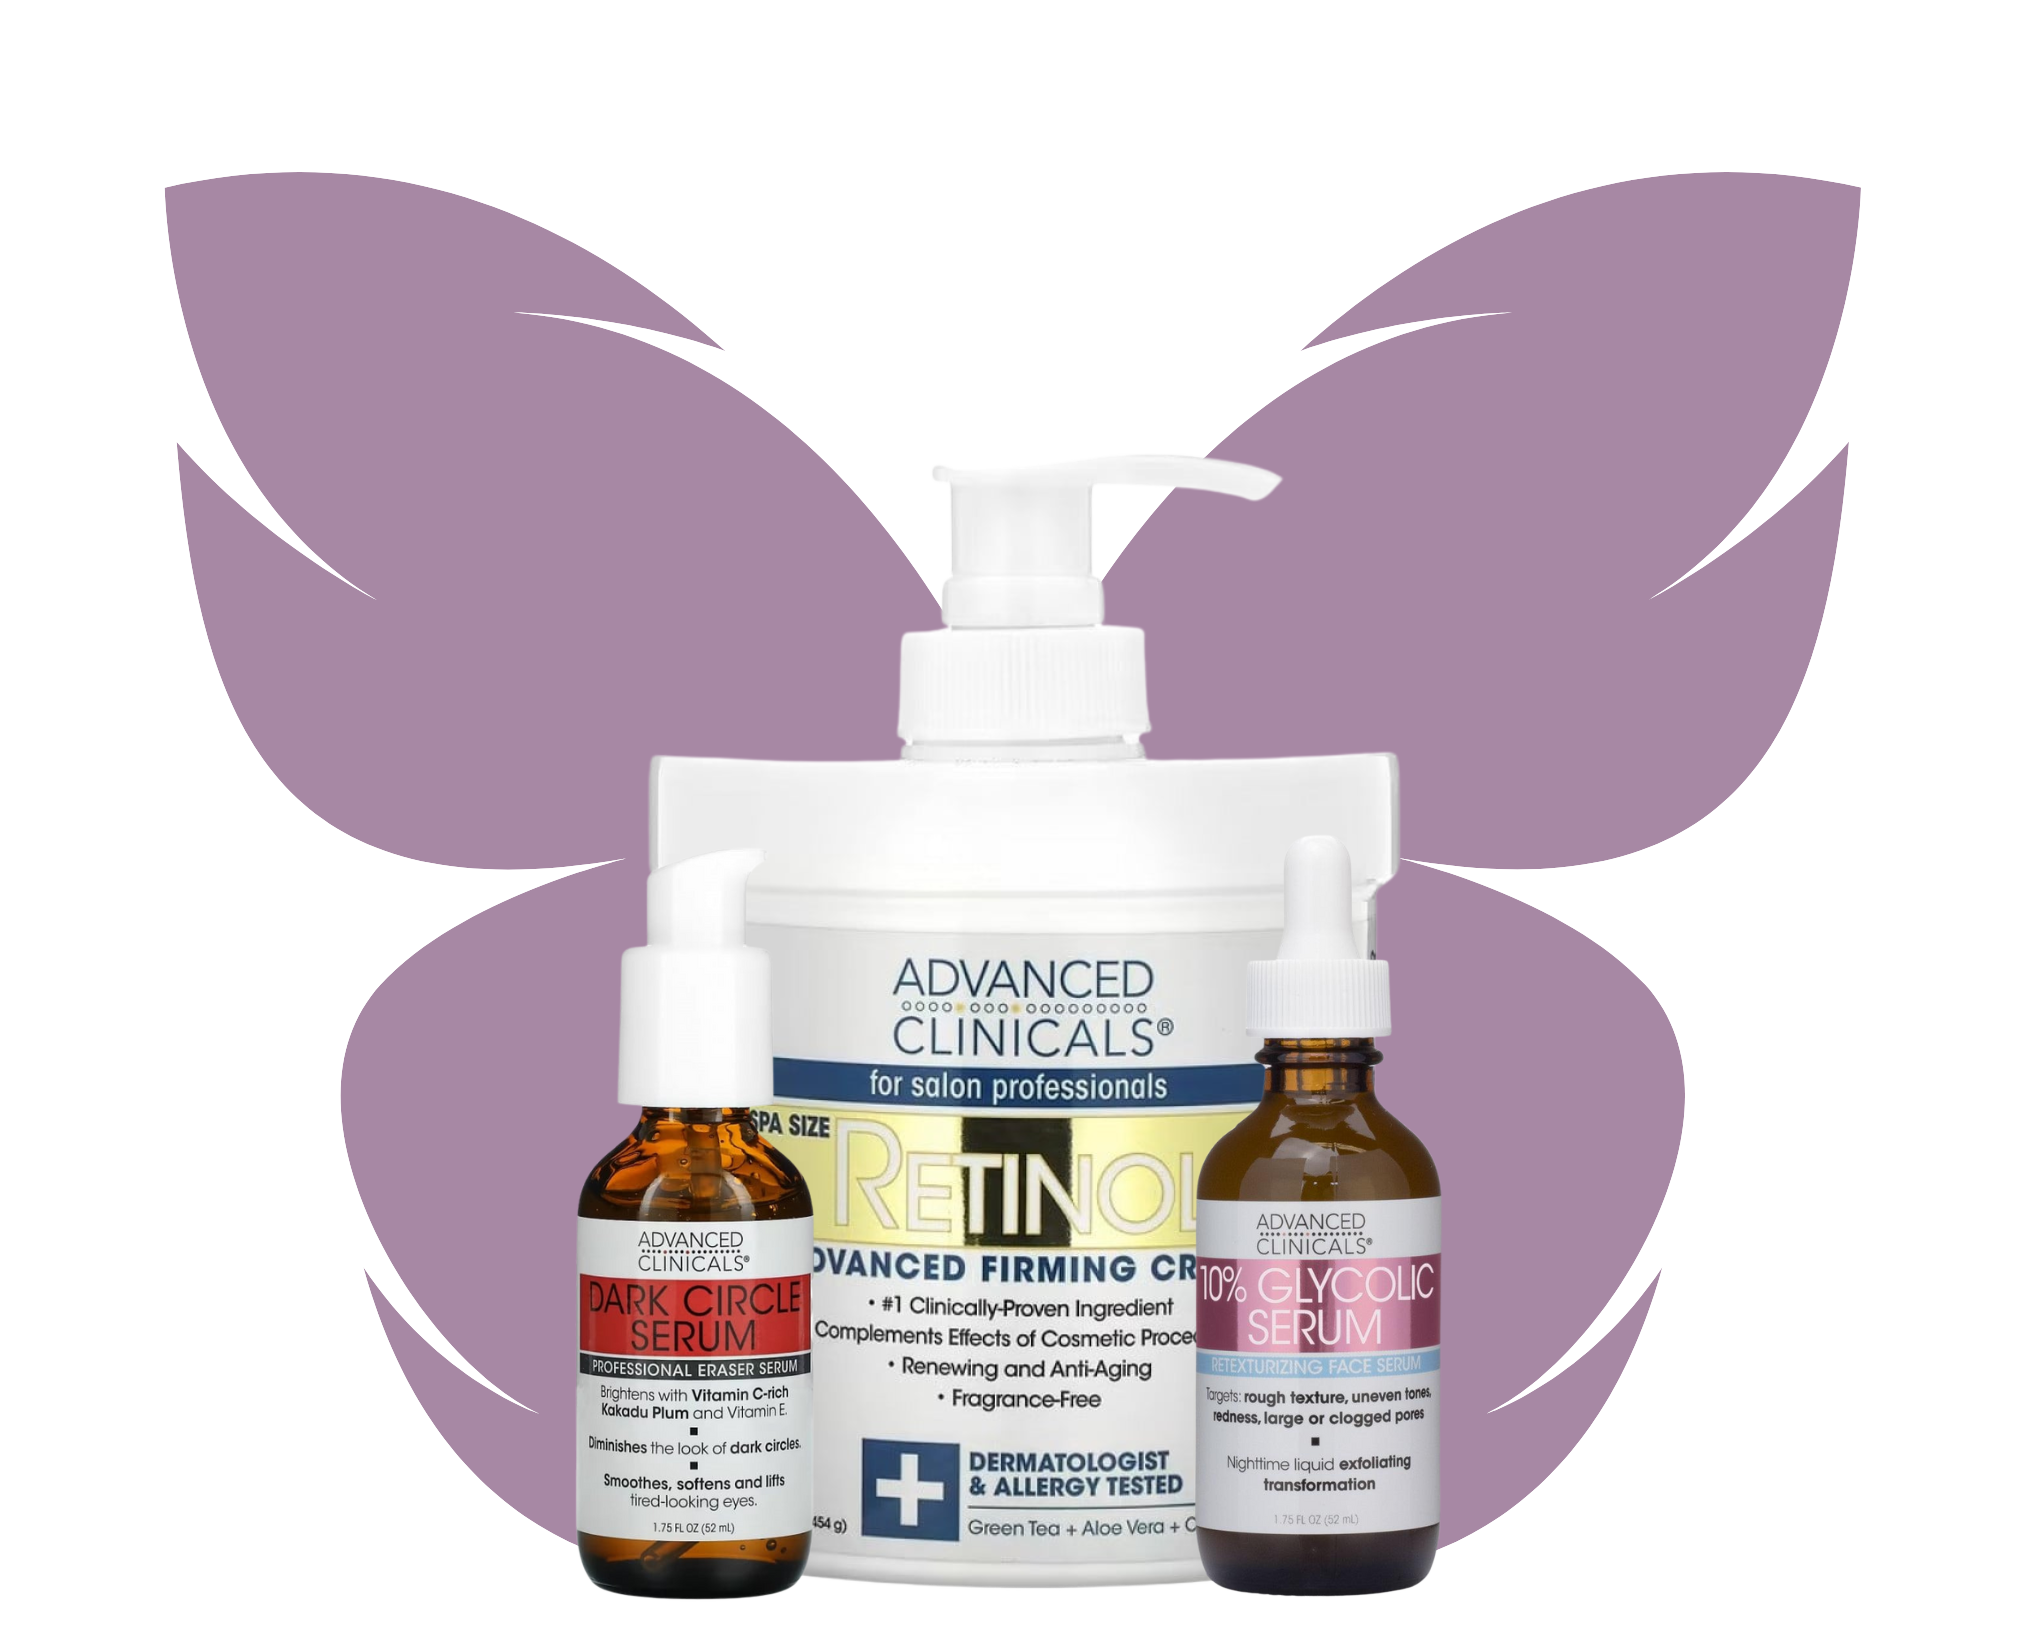 ADVANCED
CLINICALS®
for salon professionals
SPA SIZE
RETINOL
DVANCED FIRMING CR
• #1 Clinically-Proven Ingredient
Complements Effects of Cosmetic Proce
• Renewing and Anti-Aging
• Fragrance-Free
DERMATOLOGIST
& ALLERGY TESTED
Green Tea + Aloe Vera + C
454 g)
ADVANCED
CLINICALS®
DARK CIRCLE
SERUM
PROFESSIONAL ERASER SERUM
Brightens with Vitamin C-rich
Kakadu Plum and Vitamin E.
Diminishes the look of dark circles.
Smoothes, softens and lifts
tired-looking eyes.
1.75 FL OZ (52 mL)
ADVANCED
CLINICALS®
10% GLYCOLIC
SERUM
RETEXTURIZING FACE SERUM
Targets: rough texture, uneven tones,
redness, large or clogged pores
Nighttime liquid exfoliating
transformation
1.75 FL OZ (52 mL)